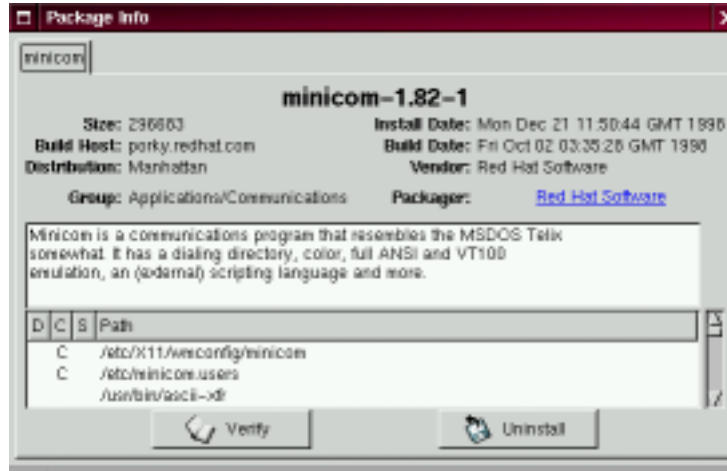 Package Info
minicom
minicom-1.82-1
Size: 296683 Install Date: Mon Dec 21 11:50:44 GMT 1998
Build Host: porky.redhat.com Build Date: Fri Oct 02 03:35:28 GMT 1998
Distribution: Manhattan Vendor: Red Hat Software
Group: Applications/Communications Packager: Red Hat Software
Minicom is a communications program that resembles the MSDOS Telix
somewhat. It has a dialing directory, color, full ANSI and VT100
emulation, an (external) scripting language and more.
D C S Path
C /etc/X11/wmconfig/minicom
C /etc/minicom.users
/usr/bin/ascii-xfr
Verify Uninstall